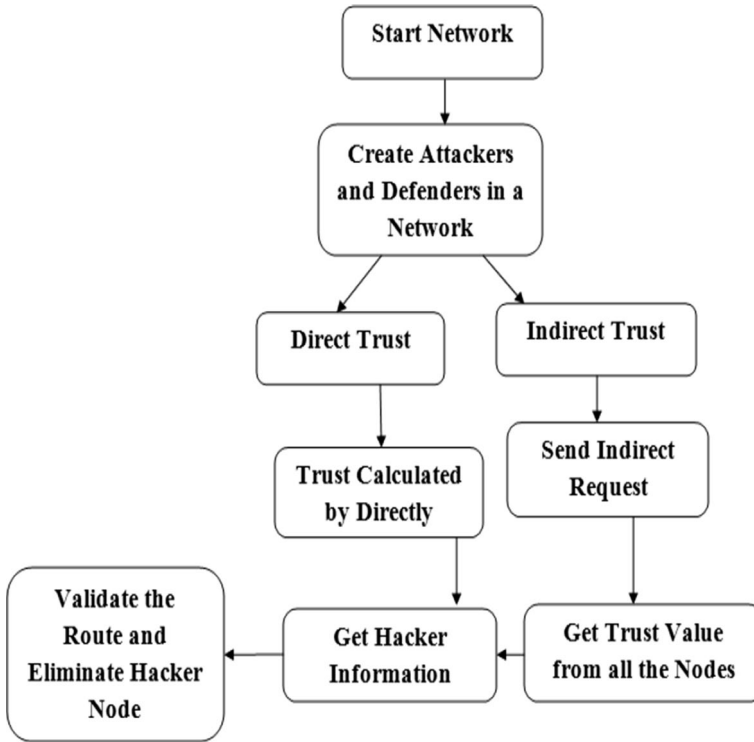 Start Network
Create Attackers
and Defenders in a
Network
Direct Trust
Indirect Trust
Trust Calculated
by Directly
Send Indirect
Request
Validate the
Route and
Eliminate Hacker
Node
Get Hacker
Information
Get Trust Value
from all the Nodes